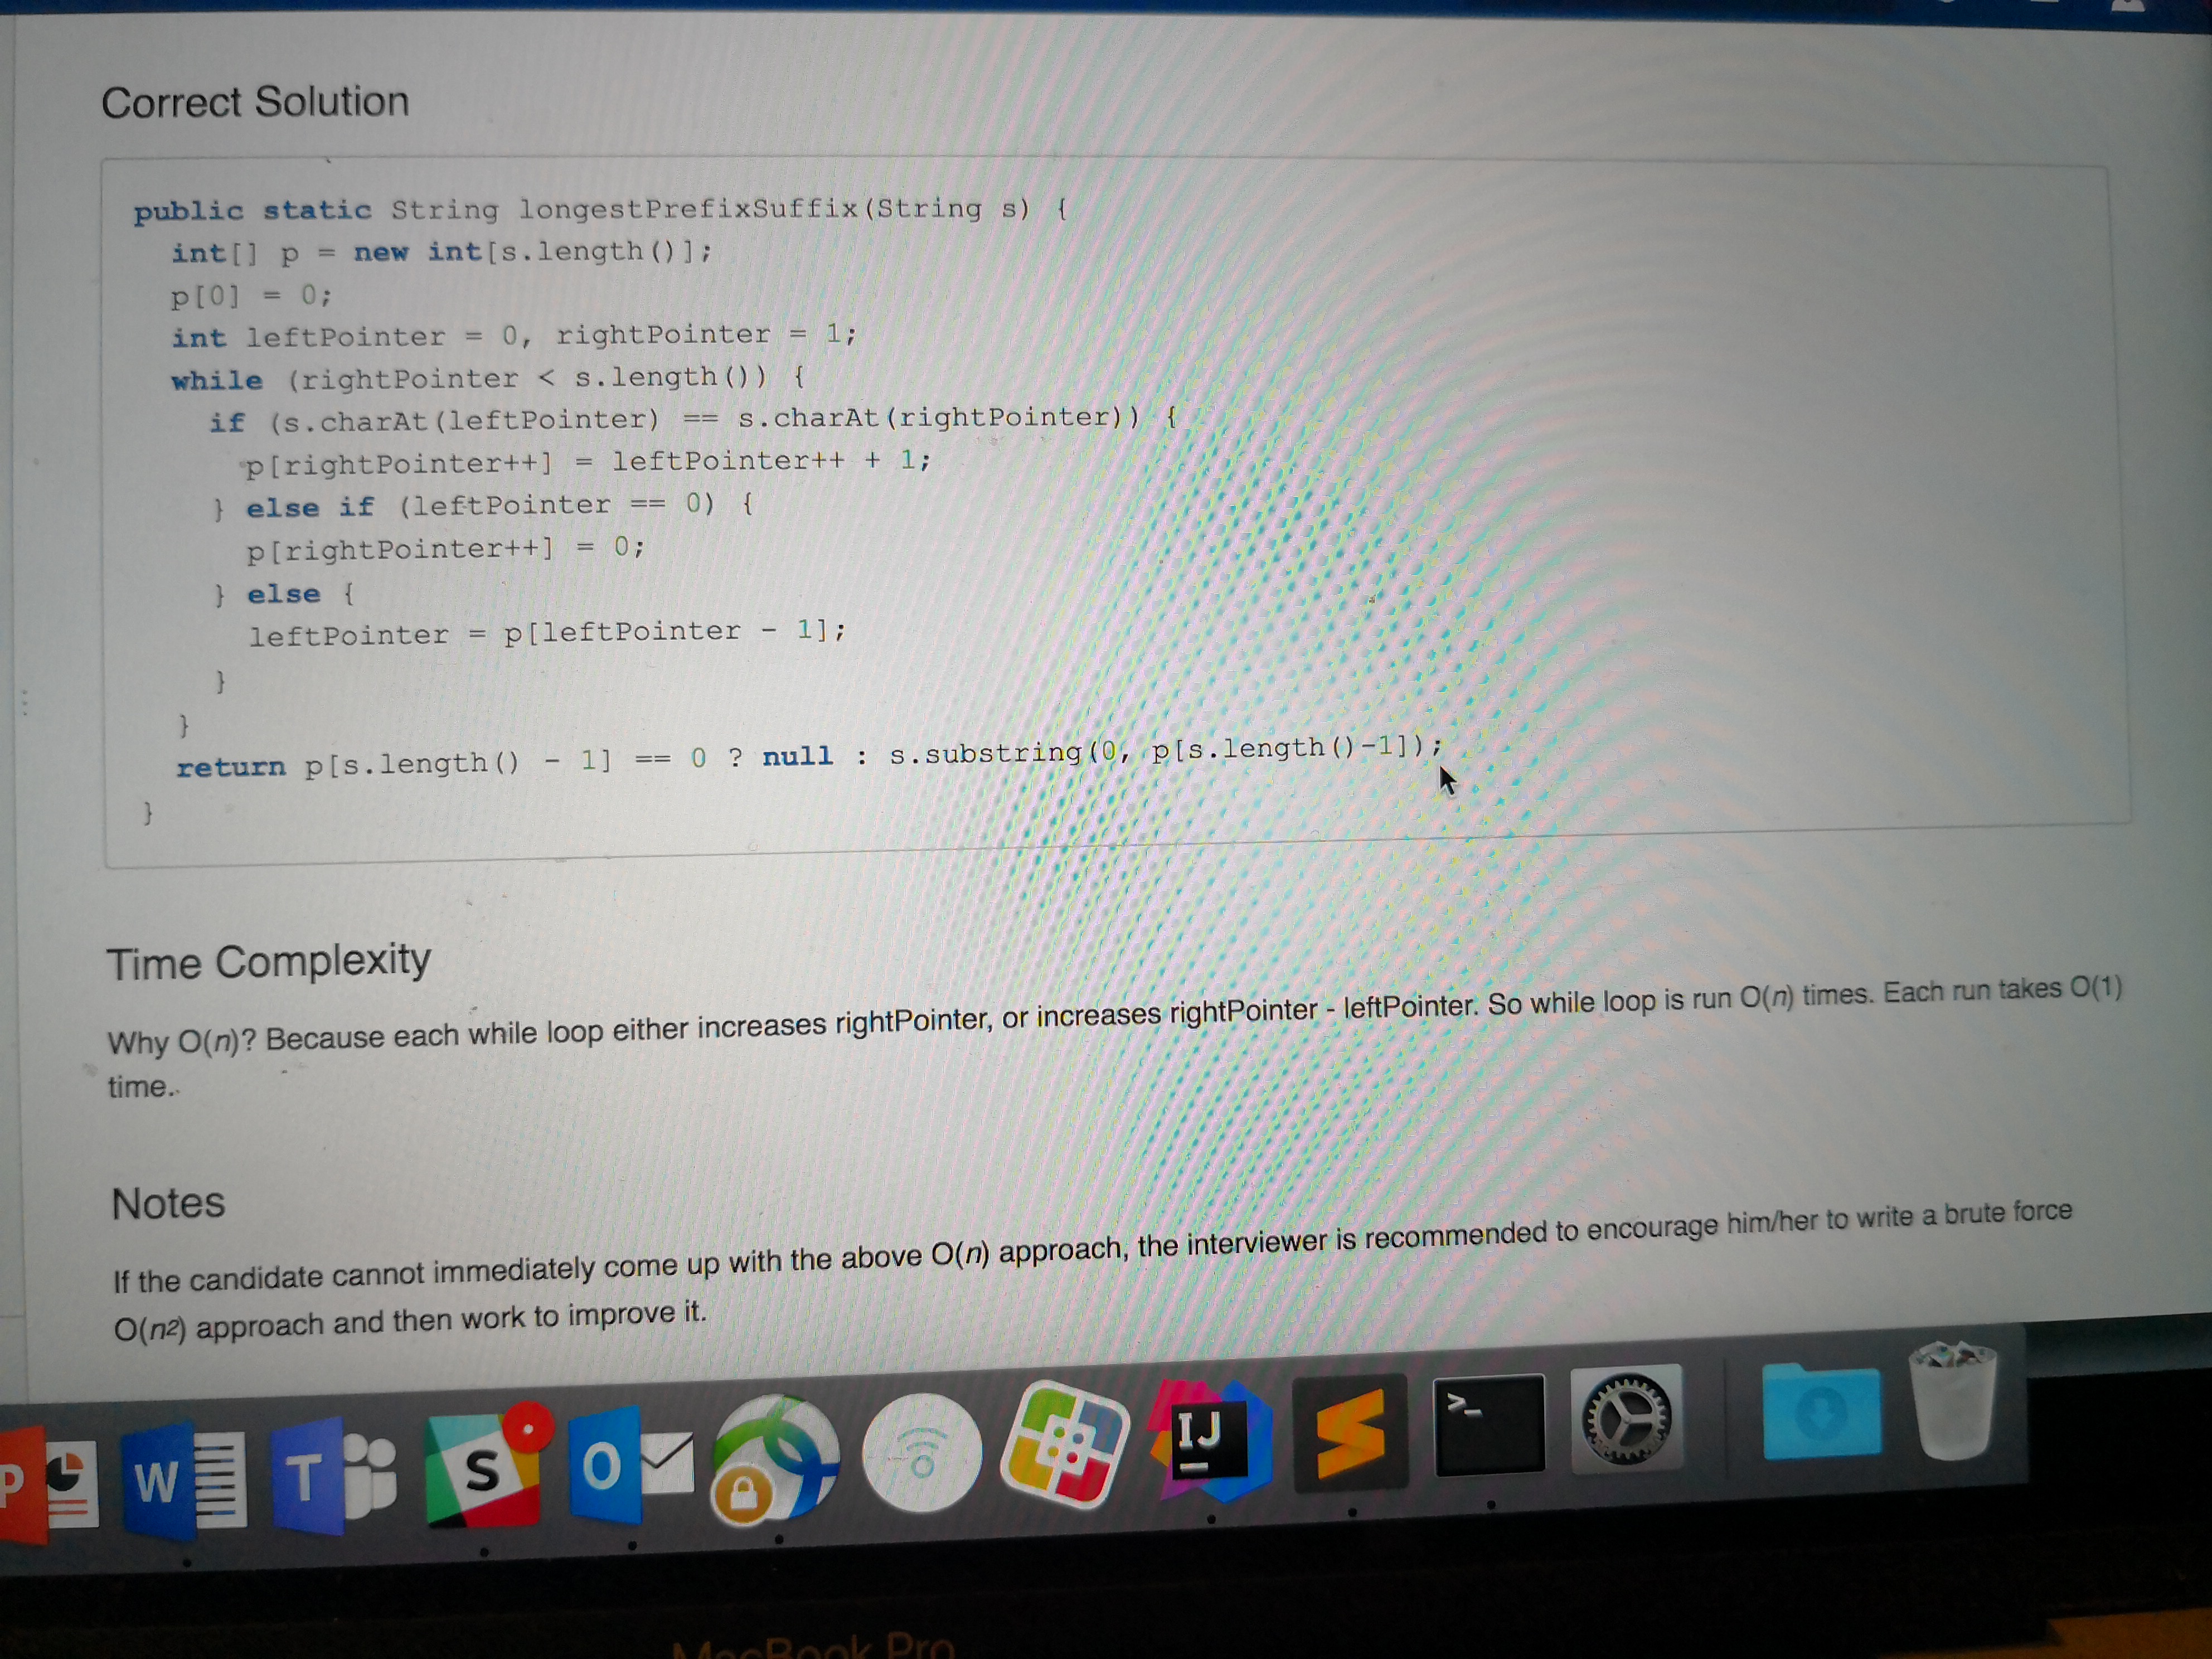 Correct Solution
public static String longestPrefixSuffix(String s) {
int[] p = new int[s.length()];
p[0] = 0;
int leftPointer = 0, rightPointer = 1;
while (rightPointer < s.length()) {
if (s.charAt(leftPointer) == s.charAt(rightPointer)) {
p[rightPointer++] = leftPointer++ + 1;
} else if (leftPointer == 0) {
p[rightPointer++] = 0;
} else {
leftPointer = p[leftPointer - 1];
}
}
return p[s.length() - 1] == 0 ? null : s.substring(0, p[s.length()-1]);
}
Time Complexity
Why O(n)? Because each while loop either increases rightPointer, or increases rightPointer - leftPointer. So while loop is run O(n) times. Each run takes O(1)
time.
Notes
If the candidate cannot immediately come up with the above O(n) approach, the interviewer is recommended to encourage him/her to write a brute force
O(n2) approach and then work to improve it.
P W T S O IJ S >_
MacBook Pro